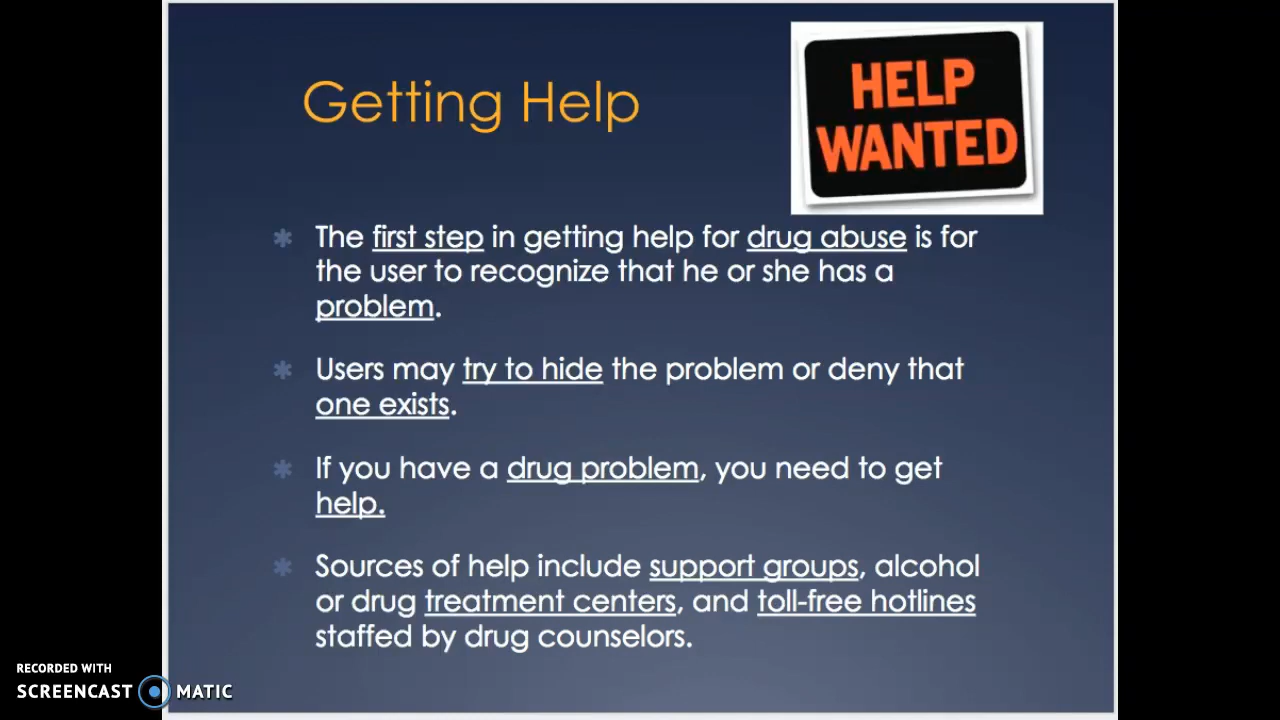 Getting Help
HELP
WANTED
The first step in getting help for drug abuse is for
the user to recognize that he or she has a
problem.
Users may try to hide the problem or deny that
one exists.
If you have a drug problem, you need to get
help.
Sources of help include support groups, alcohol
or drug treatment centers, and toll-free hotlines
staffed by drug counselors.
RECORDED WITH
SCREENCAST MATIC